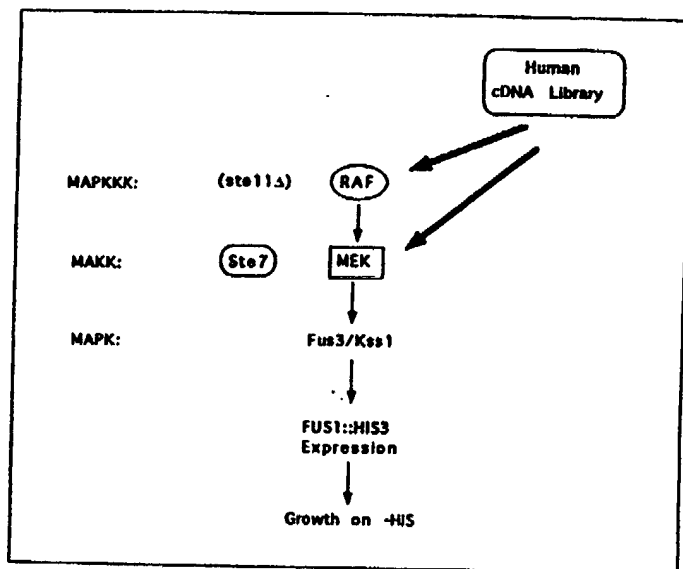 Human
cDNA Library
MAPKKK: (ste11Δ) RAF
MAKK: Ste7 MEK
MAPK: Fus3/Kss1
FUS1::HIS3
Expression
Growth on -HIS